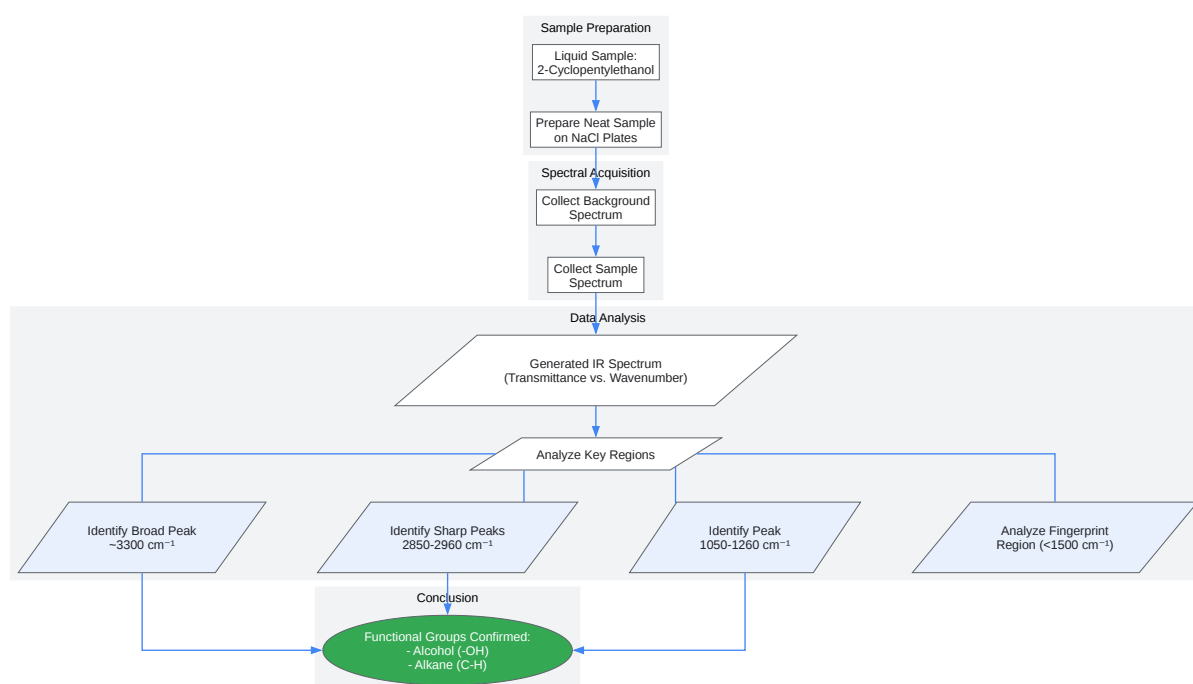 Sample Preparation
Liquid Sample:
2-Cyclopentylethanol
Prepare Neat Sample
on NaCl Plates
Spectral Acquisition
Collect Background
Spectrum
Collect Sample
Spectrum
Data Analysis
Generated IR Spectrum
(Transmittance vs. Wavenumber)
Analyze Key Regions
Identify Broad Peak
~3300 cm⁻¹
Identify Sharp Peaks
2850-2960 cm⁻¹
Identify Peak
1050-1260 cm⁻¹
Analyze Fingerprint
Region (<1500 cm⁻¹)
Conclusion
Functional Groups Confirmed:
- Alcohol (-OH)
- Alkane (C-H)